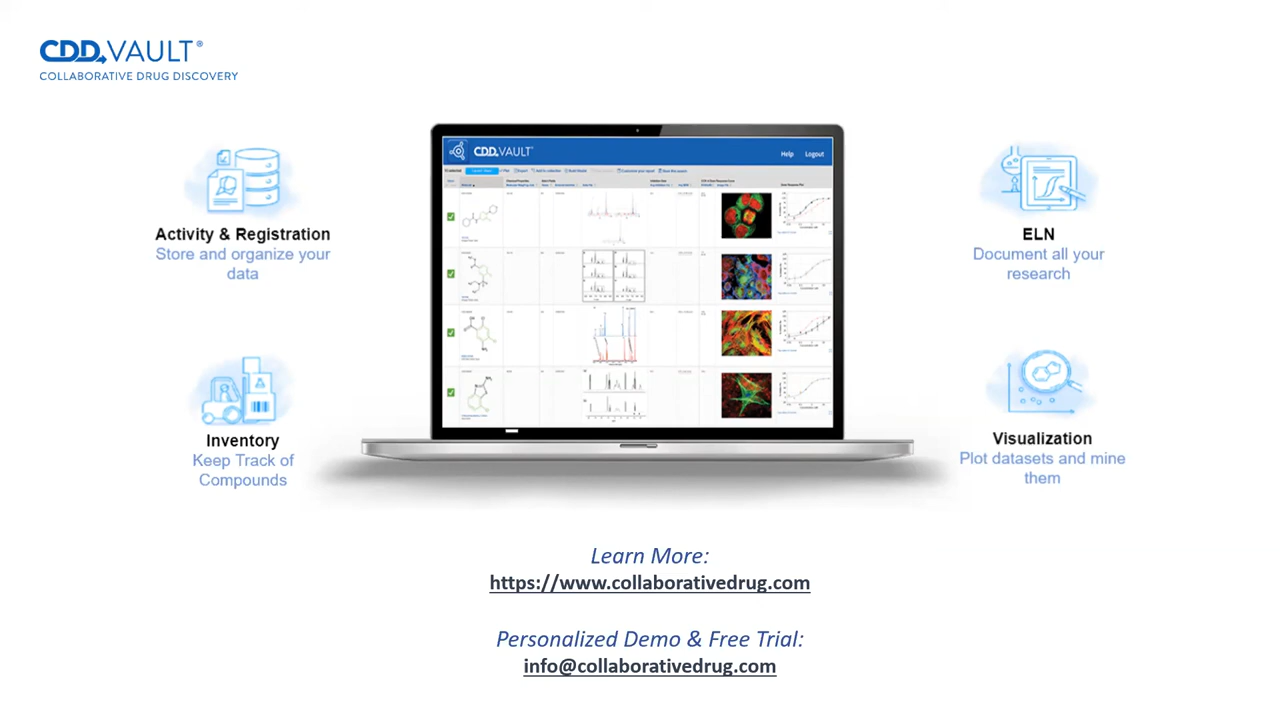 CDD VAULT®
COLLABORATIVE DRUG DISCOVERY
Activity & Registration
Store and organize your
data
Inventory
Keep Track of
Compounds
CDD VAULT
Help Logout
ELN
Document all your
research
Visualization
Plot datasets and mine
them
Learn More:
https://www.collaborativedrug.com
Personalized Demo & Free Trial:
info@collaborativedrug.com